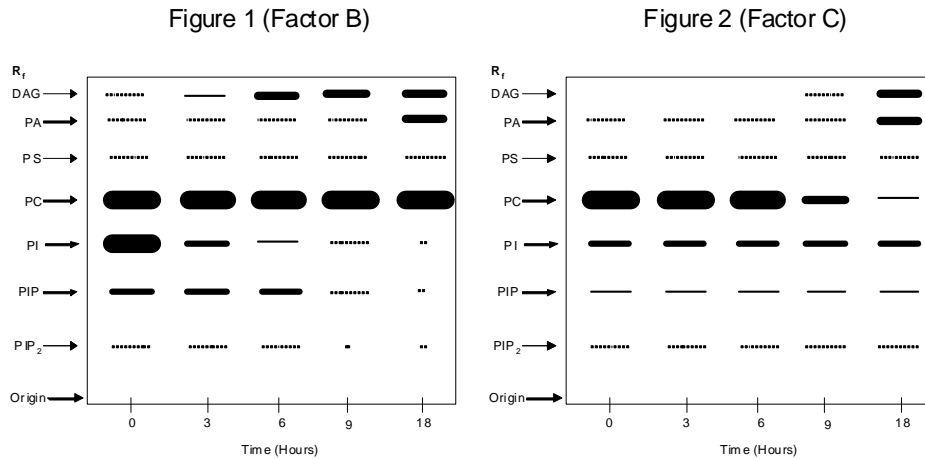 Figure 1 (Factor B)
Rf
DAG
PA
PS
PC
PI
PIP
PIP2
Origin
0 3 6 9 18
Time (Hours)
Figure 2 (Factor C)
Rf
DAG
PA
PS
PC
PI
PIP
PIP2
Origin
0 3 6 9 18
Time (Hours)